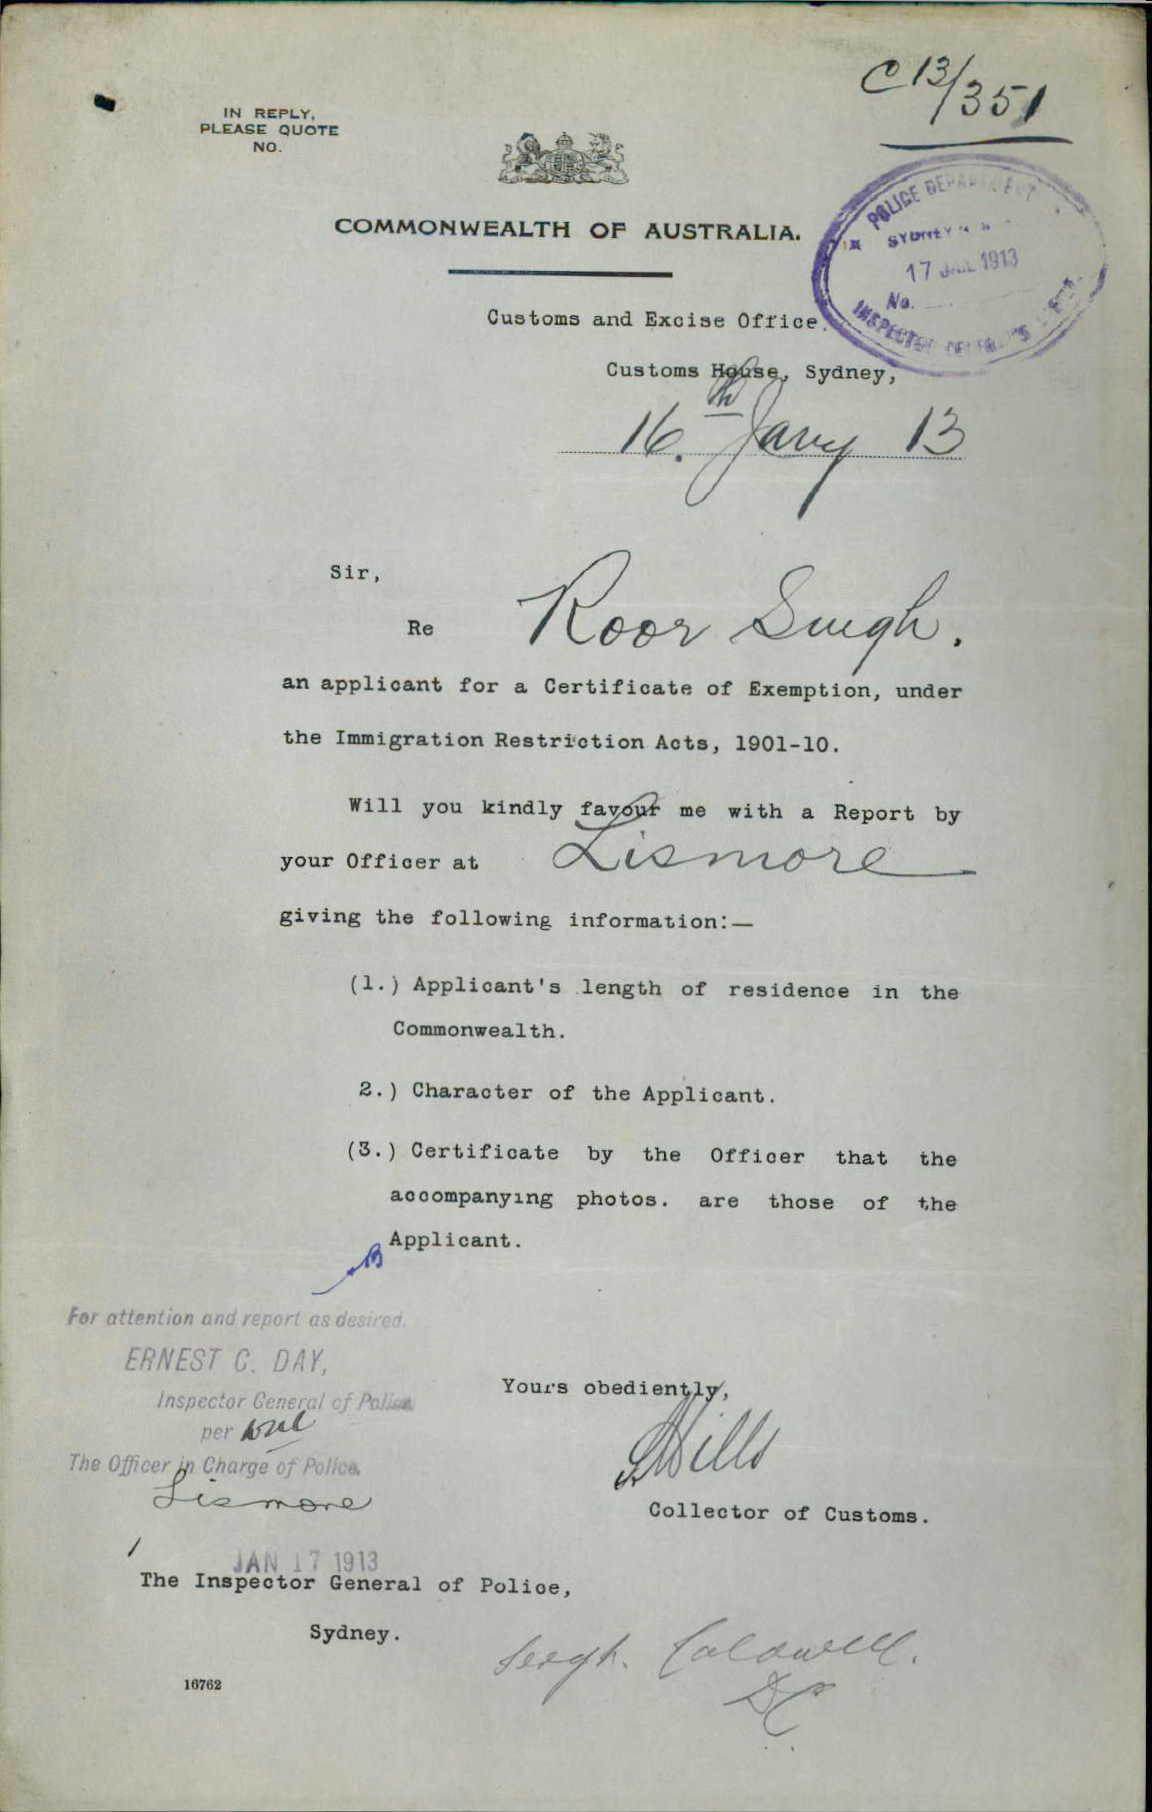 C 13/351
IN REPLY,
PLEASE QUOTE
NO.
COMMONWEALTH OF AUSTRALIA.
POLICE DEPARTMENT
SYDNEY
17 JAN 1913
No.
INSPECTOR GENERAL'S
Customs and Excise Office.
Customs House, Sydney,
16th Jany 13
Sir,
Re Roor Singh.
an applicant for a Certificate of Exemption, under
the Immigration Restriction Acts, 1901-10.
Will you kindly favour me with a Report by
your Officer at Lismore
giving the following information:—
(1.) Applicant's length of residence in the
Commonwealth.
2.) Character of the Applicant.
(3.) Certificate by the Officer that the
accompanying photos. are those of the
Applicant.
For attention and report as desired.
ERNEST C. DAY,
Inspector General of Police
per
The Officer in Charge of Police.
Lismore
Yours obediently,
Mills
Collector of Customs.
JAN 17 1913
The Inspector General of Police,
Sydney.
Sergt. Caldwell.
16762